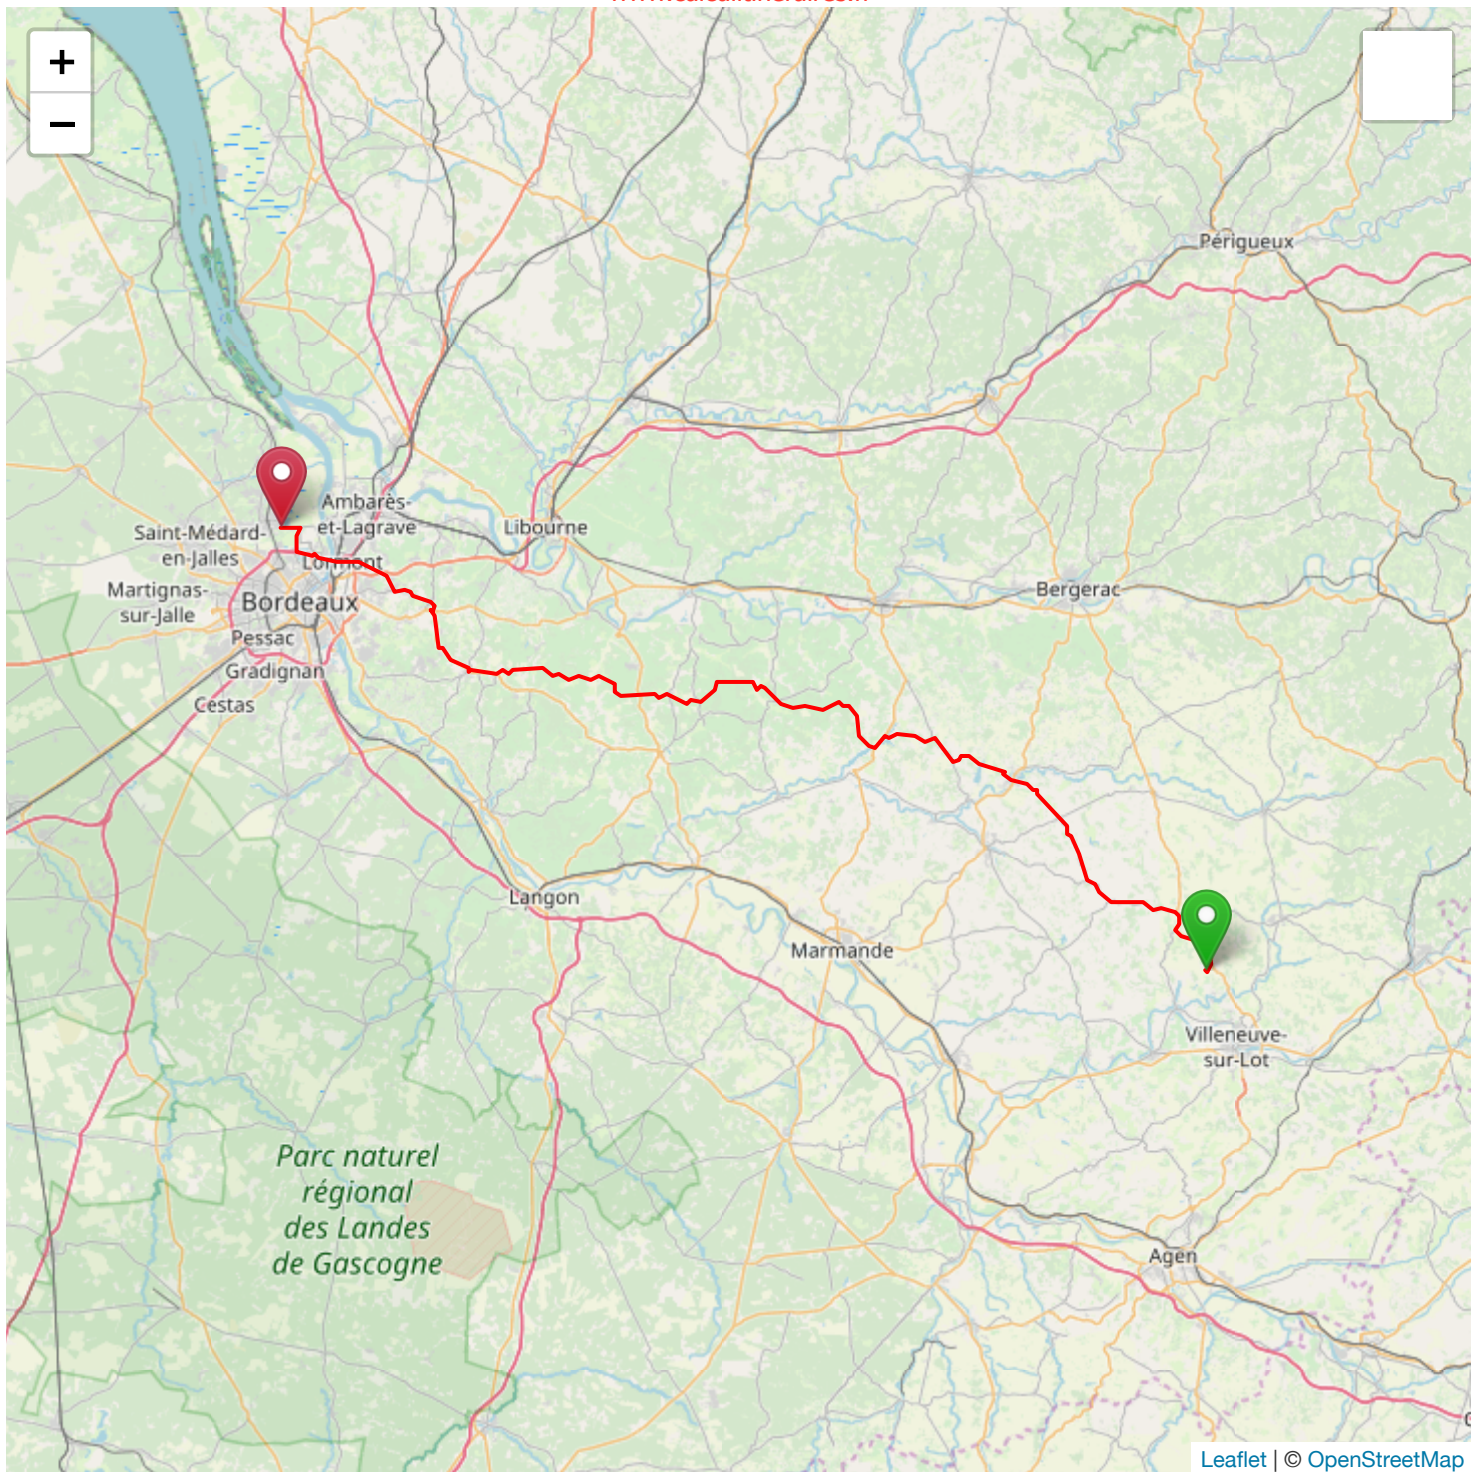 +
−
Périgueux
Ambarès-
et-Lagrave
Libourne
Saint-Médard-
en-Jalles
Lormont
Martignas-
sur-Jalle
Bordeaux
Bergerac
Pessac
Gradignan
Cestas
Langon
Marmande
Villeneuve-
sur-Lot
Parc naturel
régional
des Landes
de Gascogne
Agen
Leaflet | © OpenStreetMap